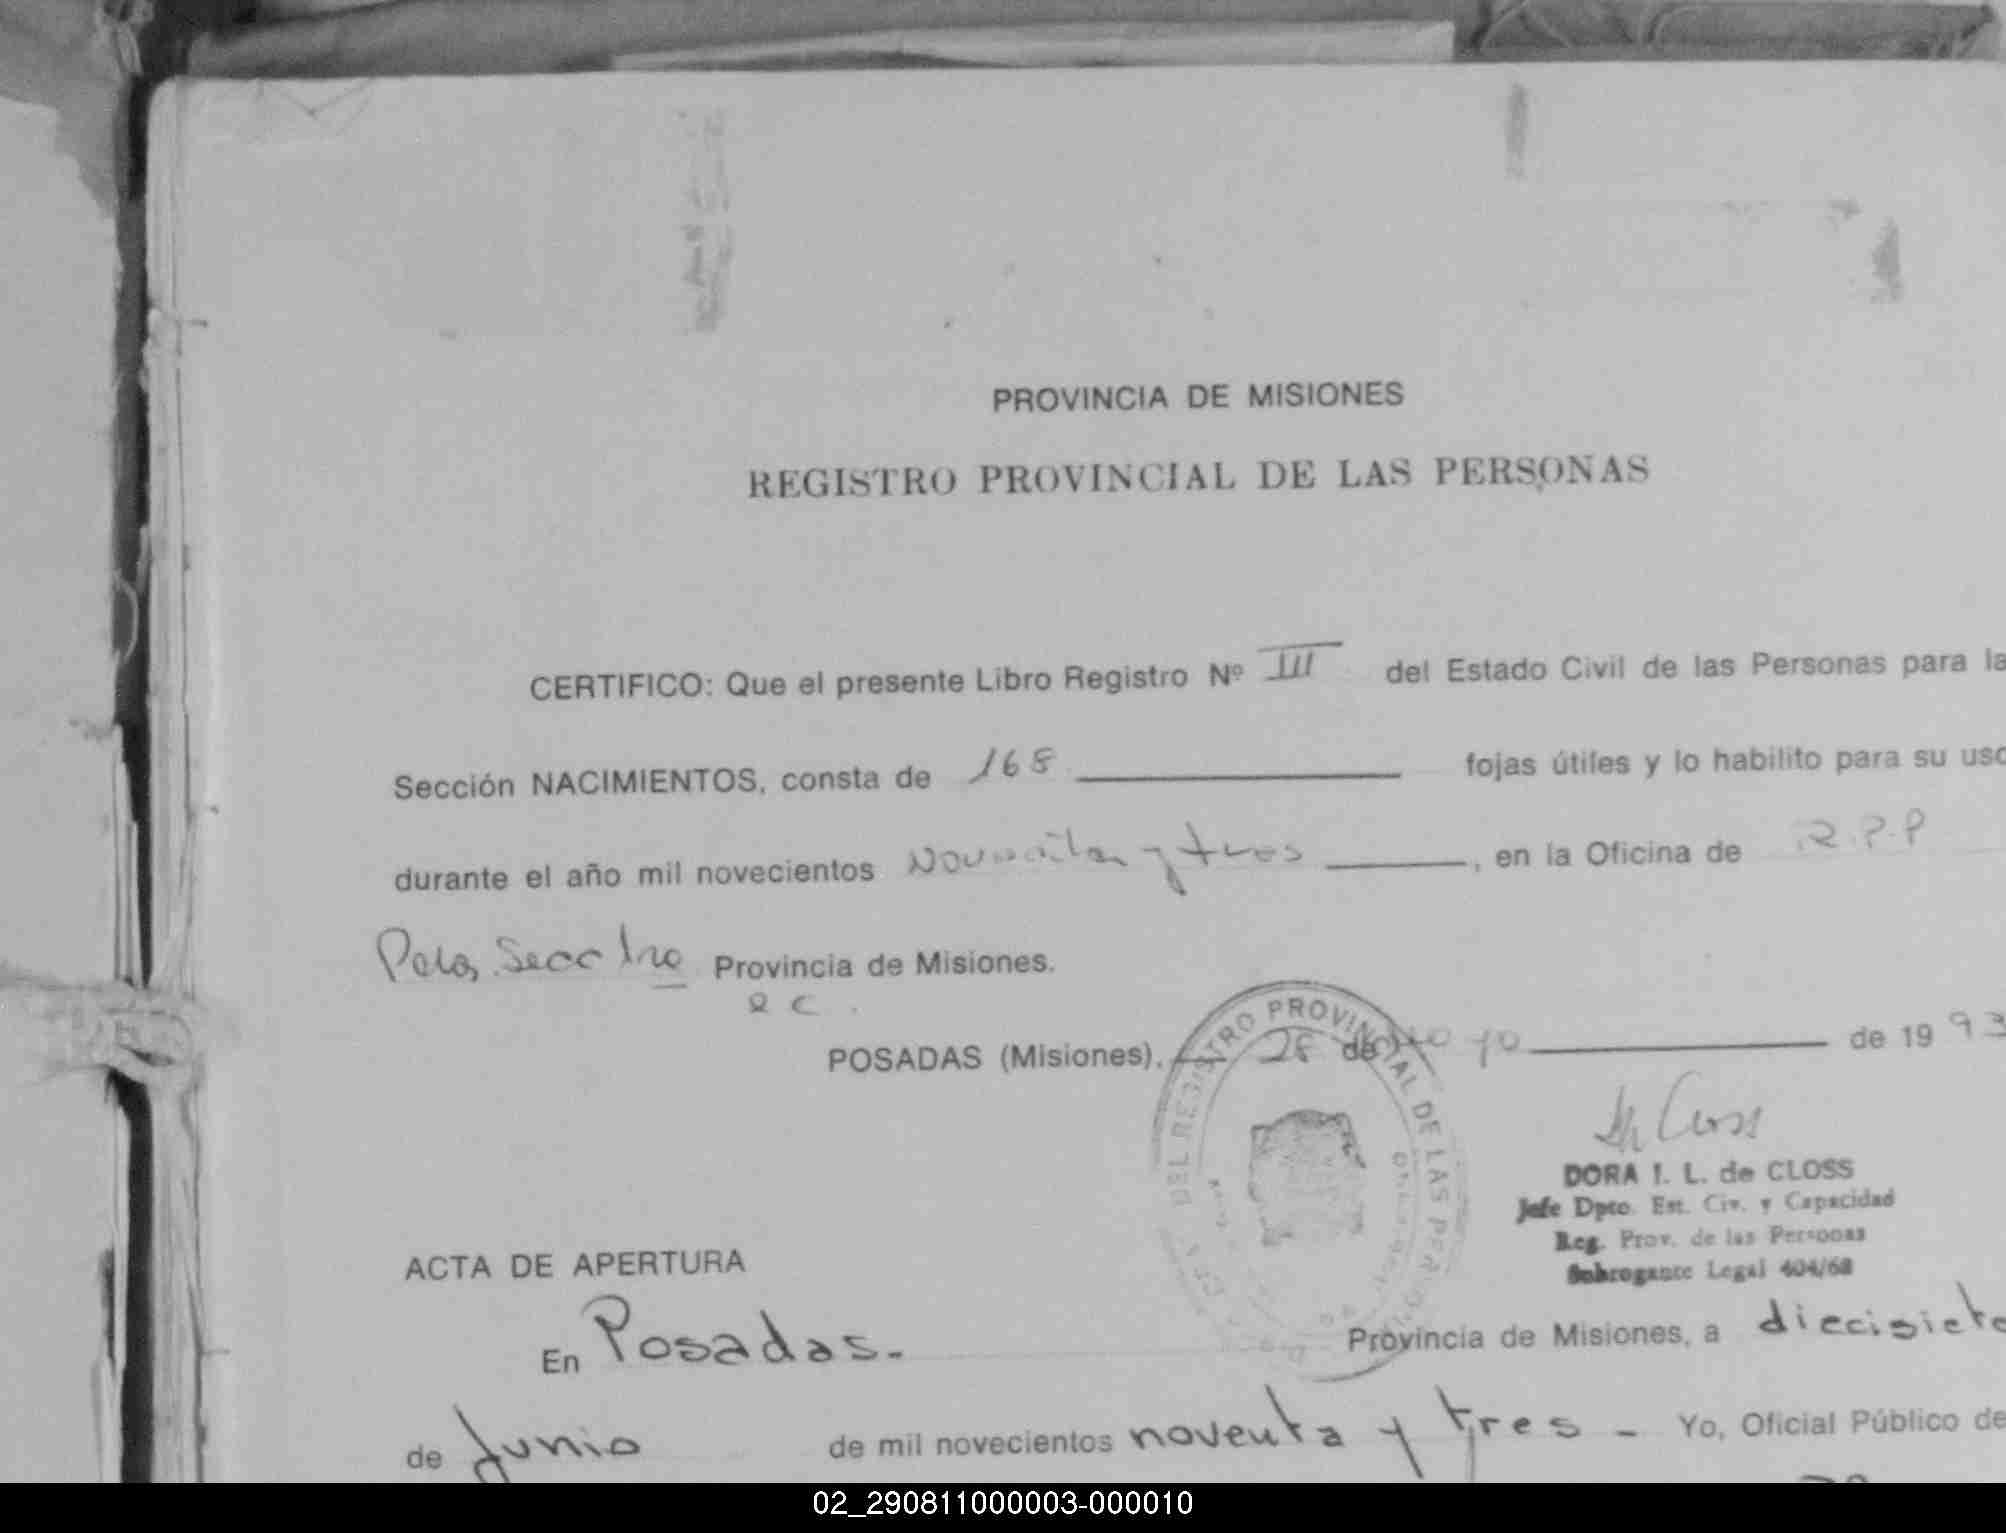 PROVINCIA DE MISIONES
REGISTRO PROVINCIAL DE LAS PERSONAS
CERTIFICO: Que el presente Libro Registro Nº III del Estado Civil de las Personas para la
Sección NACIMIENTOS, consta de 168 fojas útiles y lo habilito para su uso
durante el año mil novecientos Noventa y tres, en la Oficina de R.P.P
Pdas. Secc 1ra Provincia de Misiones.
POSADAS (Misiones), 28 de Mayo de 1993
DEL REGISTRO PROVINCIAL DE LAS PERSONAS
DORA I. L. de CLOSS
Jefe Dpto. Est. Civ. y Capacidad
Reg. Prov. de las Personas
Subrogante Legal 404/68
ACTA DE APERTURA
En Posadas.- Provincia de Misiones, a diecisiete
de Junio de mil novecientos noventa y tres - Yo, Oficial Público de
02_290811000003-000010